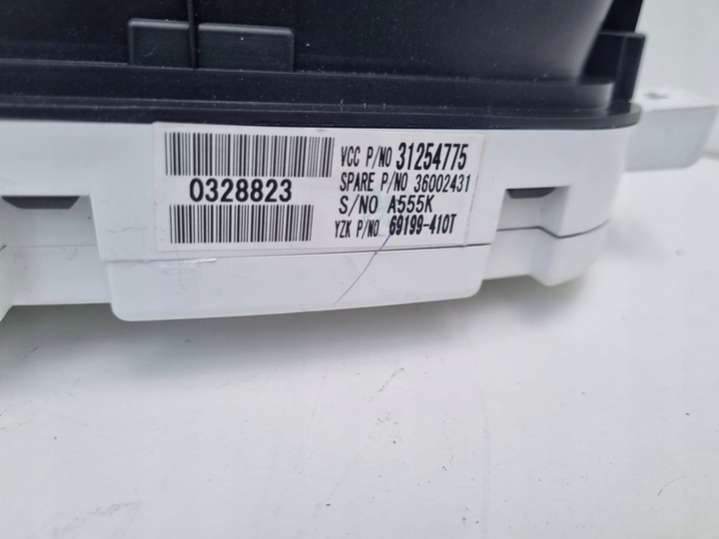 0328823
VCC P/NO 31254775
SPARE P/NO 36002431
S/NO A555K
YZK P/NO 69199-410T